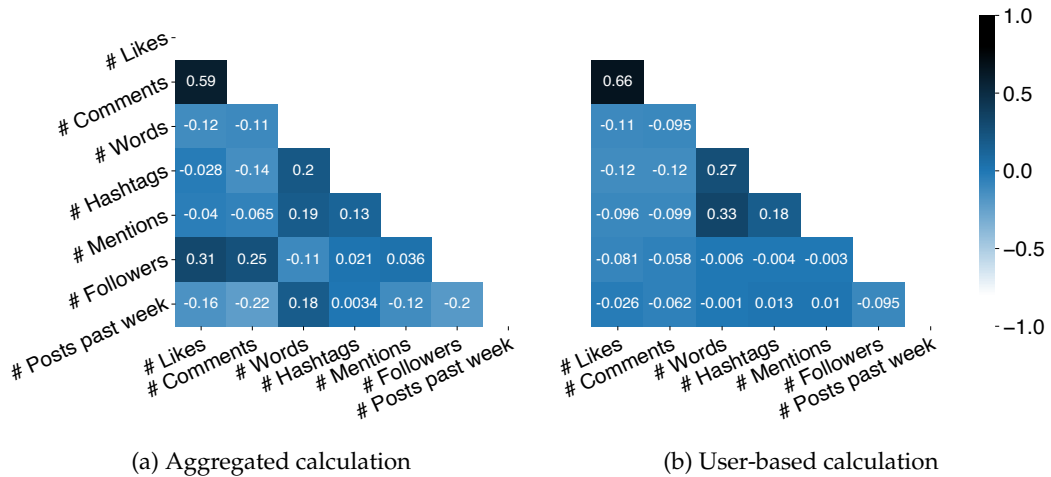 # Likes
# Comments
# Words
# Hashtags
# Mentions
# Followers
# Posts past week
0.59
-0.12 -0.11
-0.028 -0.14 0.2
-0.04 -0.065 0.19 0.13
0.31 0.25 -0.11 0.021 0.036
-0.16 -0.22 0.18 0.0034 -0.12 -0.2
# Likes
# Comments
# Words
# Hashtags
# Mentions
# Followers
# Posts past week
(a) Aggregated calculation
0.66
-0.11 -0.095
-0.12 -0.12 0.27
-0.096 -0.099 0.33 0.18
-0.081 -0.058 -0.006 -0.004 -0.003
-0.026 -0.062 -0.001 0.013 0.01 -0.095
# Likes
# Comments
# Words
# Hashtags
# Mentions
# Followers
# Posts past week
(b) User-based calculation
1.0
0.5
0.0
−0.5
−1.0